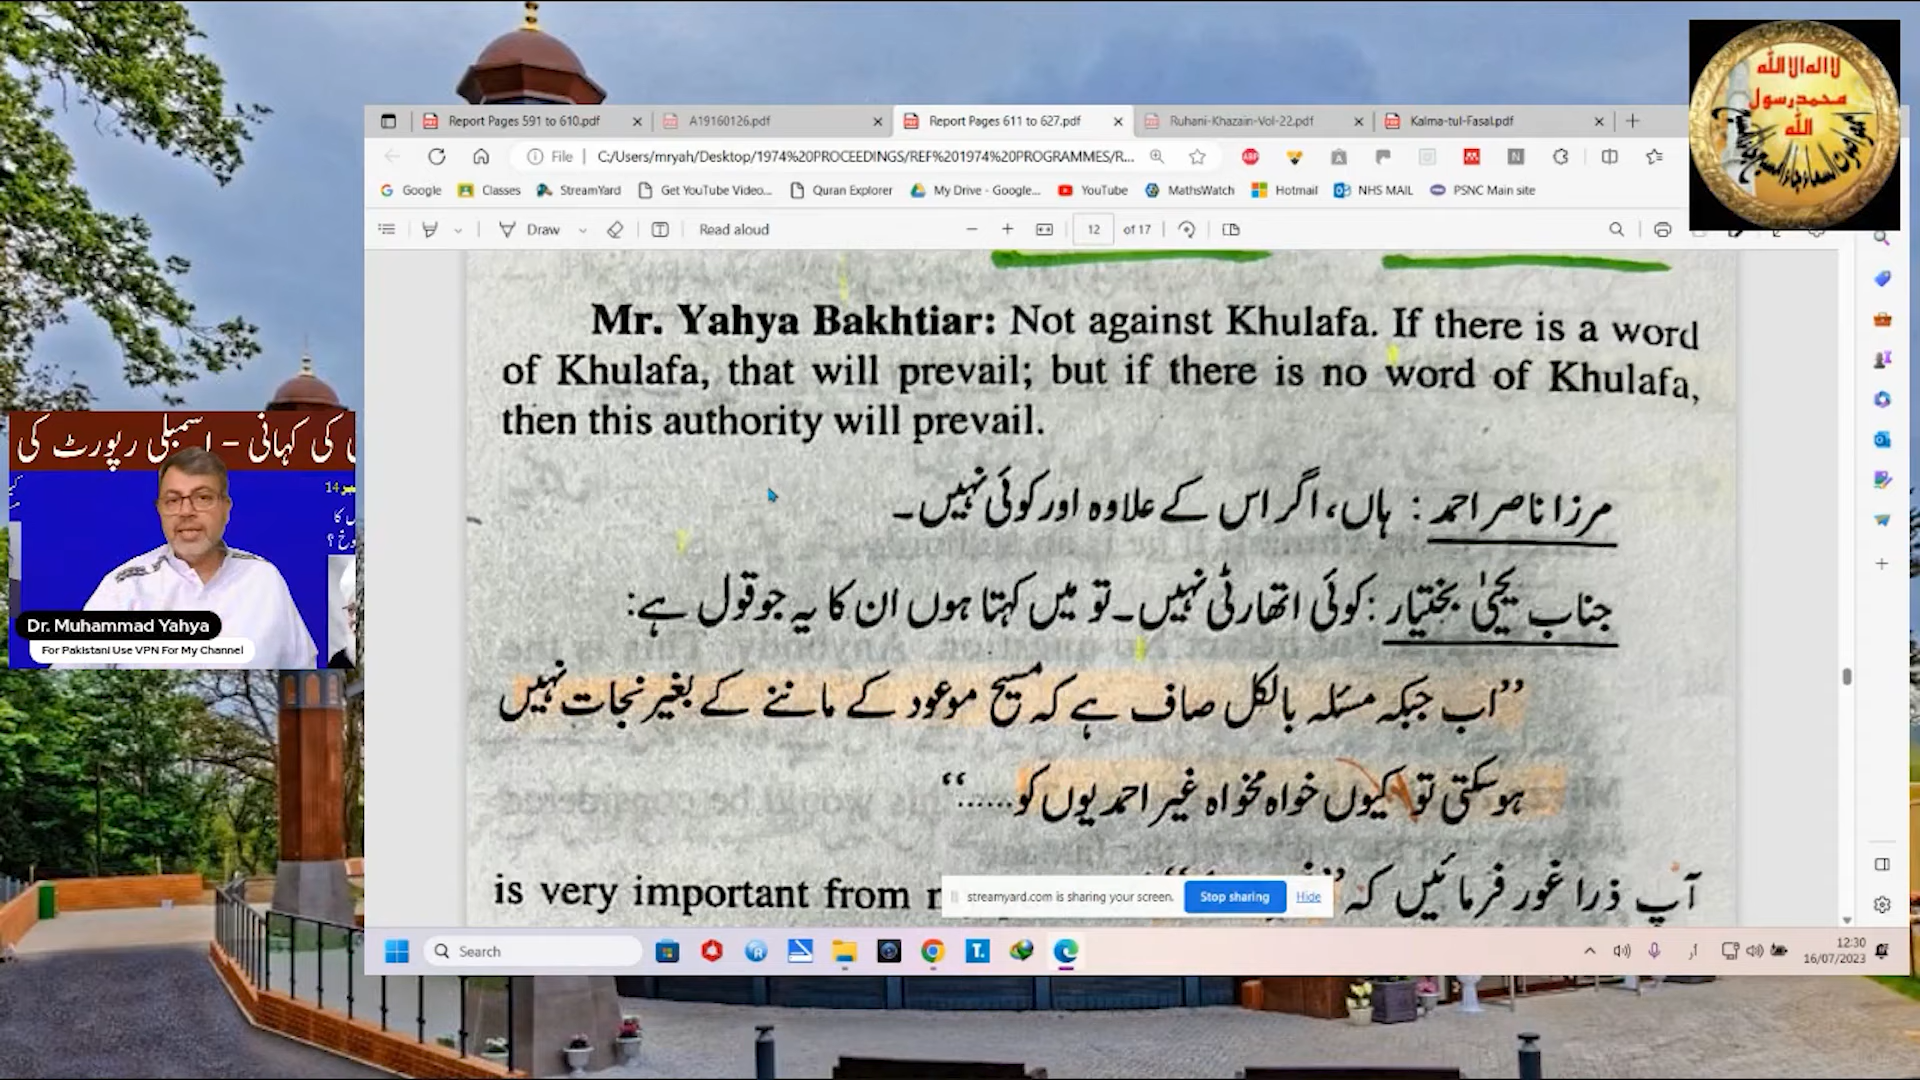 لا اله الا الله
محمد رسول
الله
Report Pages 591 to 610.pdf
A19160126.pdf
Report Pages 611 to 627.pdf
Ruhani-Khazain-Vol-22.pdf
Kalma-tul-Fasal.pdf
File
C:/Users/mryah/Desktop/1974%20PROCEEDINGS/REF%201974%20PROGRAMMES/R...
Google
Classes
StreamYard
Get YouTube Video...
Quran Explorer
My Drive - Google...
YouTube
MathsWatch
Hotmail
NHS MAIL
PSNC Main site
Draw
Read aloud
12 of 17
Mr. Yahya Bakhtiar: Not against Khulafa. If there is a word
of Khulafa, that will prevail; but if there is no word of Khulafa,
then this authority will prevail.
مرزا ناصر احمد: ہاں، اگر اس کے علاوہ اور کوئی نہیں۔
جناب یحییٰ بختیار: کوئی اتھارٹی نہیں۔ تو میں کہتا ہوں ان کا یہ جو قول ہے:
”اب جبکہ مسئلہ بالکل صاف ہے کہ مسیح موعود کے ماننے کے بغیر نجات نہیں
ہو سکتی تو کیوں خواہ مخواہ غیر احمدیوں کو......“
آپ ذرا غور فرمائیں کہ
is very important from
streamyard.com is sharing your screen.
Stop sharing
Hide
کی کہانی - اسمبلی رپورٹ کی
Dr. Muhammad Yahya
For Pakistani Use VPN For My Channel
Search
12:30
16/07/2023